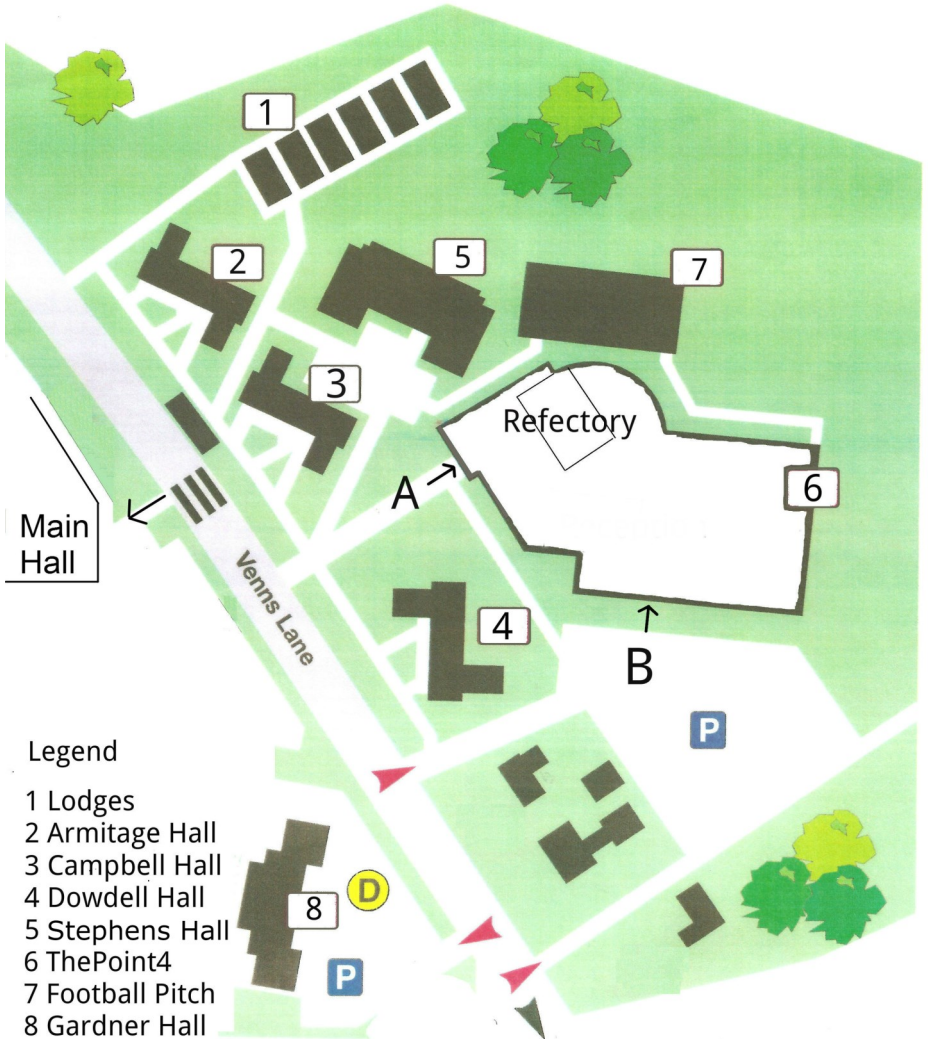 1
2
5
7
3
Refectory
A
6
Main
Hall
Venns Lane
4
B
P
Legend
1 Lodges
2 Armitage Hall
3 Campbell Hall
4 Dowdell Hall
5 Stephens Hall
6 ThePoint4
7 Football Pitch
8 Gardner Hall
8
D
P